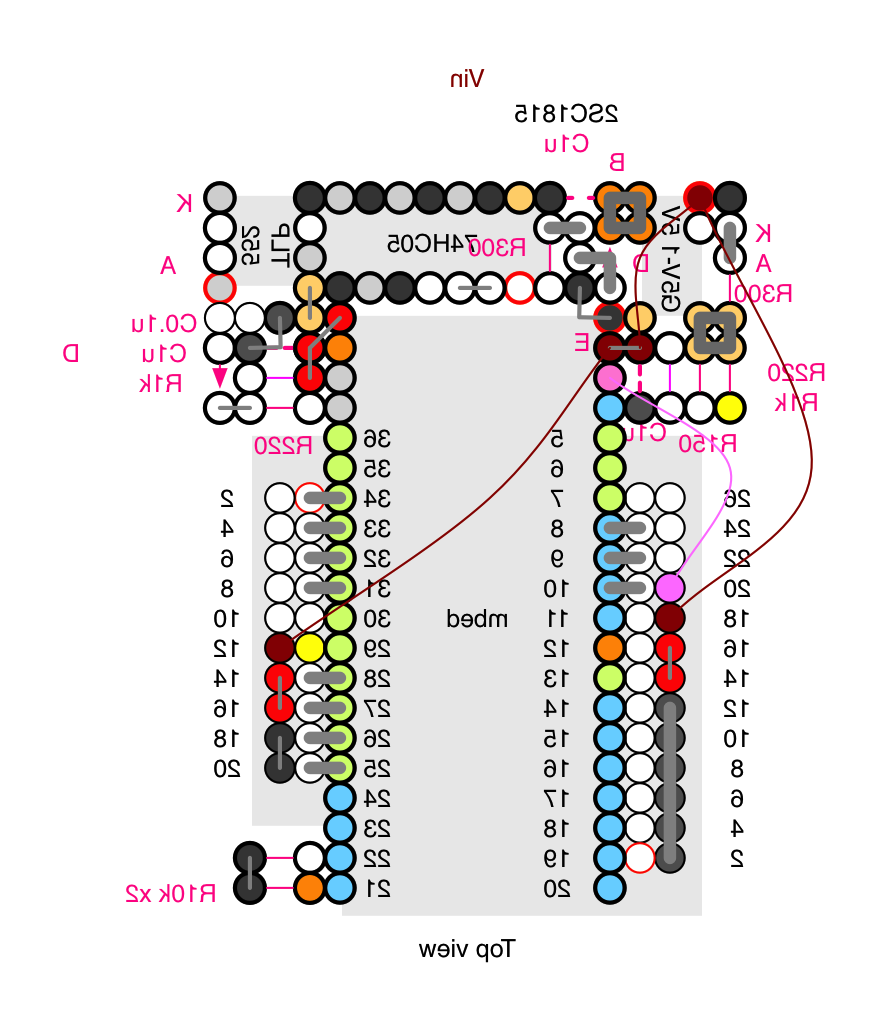 Vin
2SC1815
C1u
B
K
K
TLP
552
74HC05
R300
G5V-1 3V
D
A
A
R300
C0.1u
C1u
D
E
R1k
R220
R1k
R220
C1u
R150
36 5
35 6
2 34 7 26
4 33 8 24
6 32 9 22
8 31 10 20
10 30 mbed 11 18
12 29 12 16
14 28 13 14
16 27 14 12
18 26 15 10
20 25 16 8
24 17 6
23 18 4
22 19 2
R10k x2 21 20
Top view